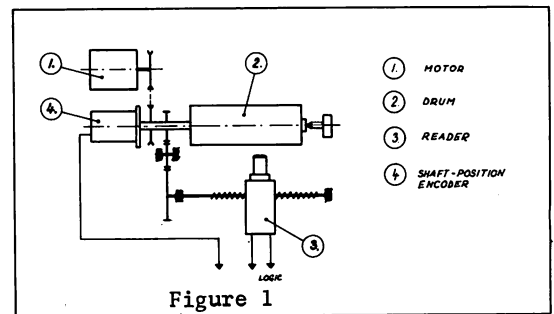 1.
2.
4.
3.
LOGIC
1. MOTOR
2. DRUM
3 READER
4 SHAFT-POSITION
ENCODER
Figure 1